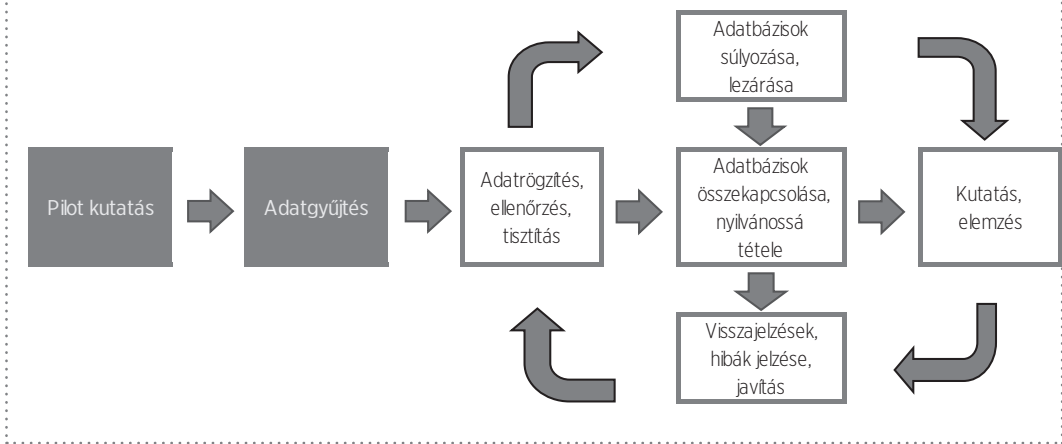 Pilot kutatás
Adatgyűjtés
Adatrögzítés,
ellenőrzés,
tisztítás
Adatbázisok
súlyozása,
lezárása
Adatbázisok
összekapcsolása,
nyilvánossá
tétele
Visszajelzések,
hibák jelzése,
javítás
Kutatás,
elemzés